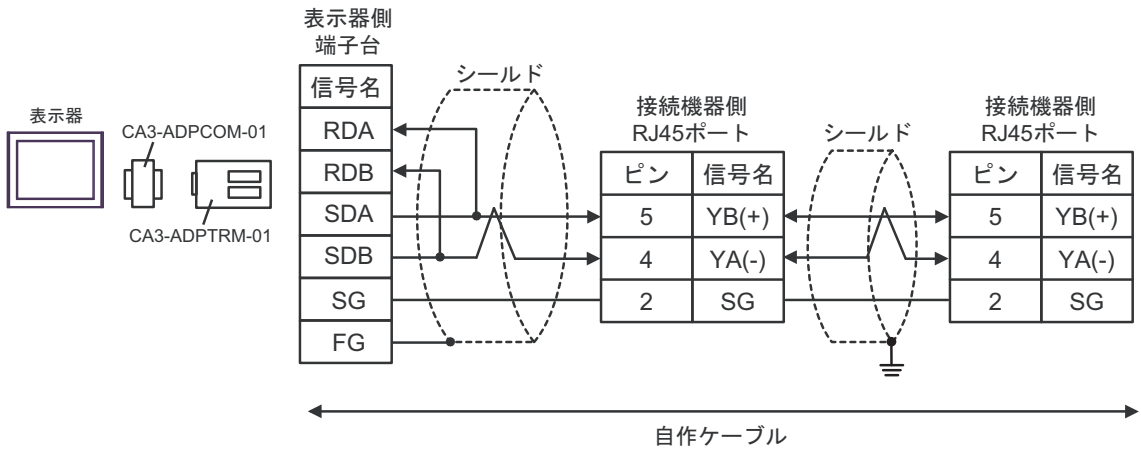 表示器
CA3-ADPCOM-01
CA3-ADPTRM-01
表示器側
端子台
信号名
RDA
RDB
SDA
SDB
SG
FG
シールド
接続機器側
RJ45ポート
ピン 信号名
5 YB(+)
4 YA(-)
2 SG
シールド
接続機器側
RJ45ポート
ピン 信号名
5 YB(+)
4 YA(-)
2 SG
自作ケーブル